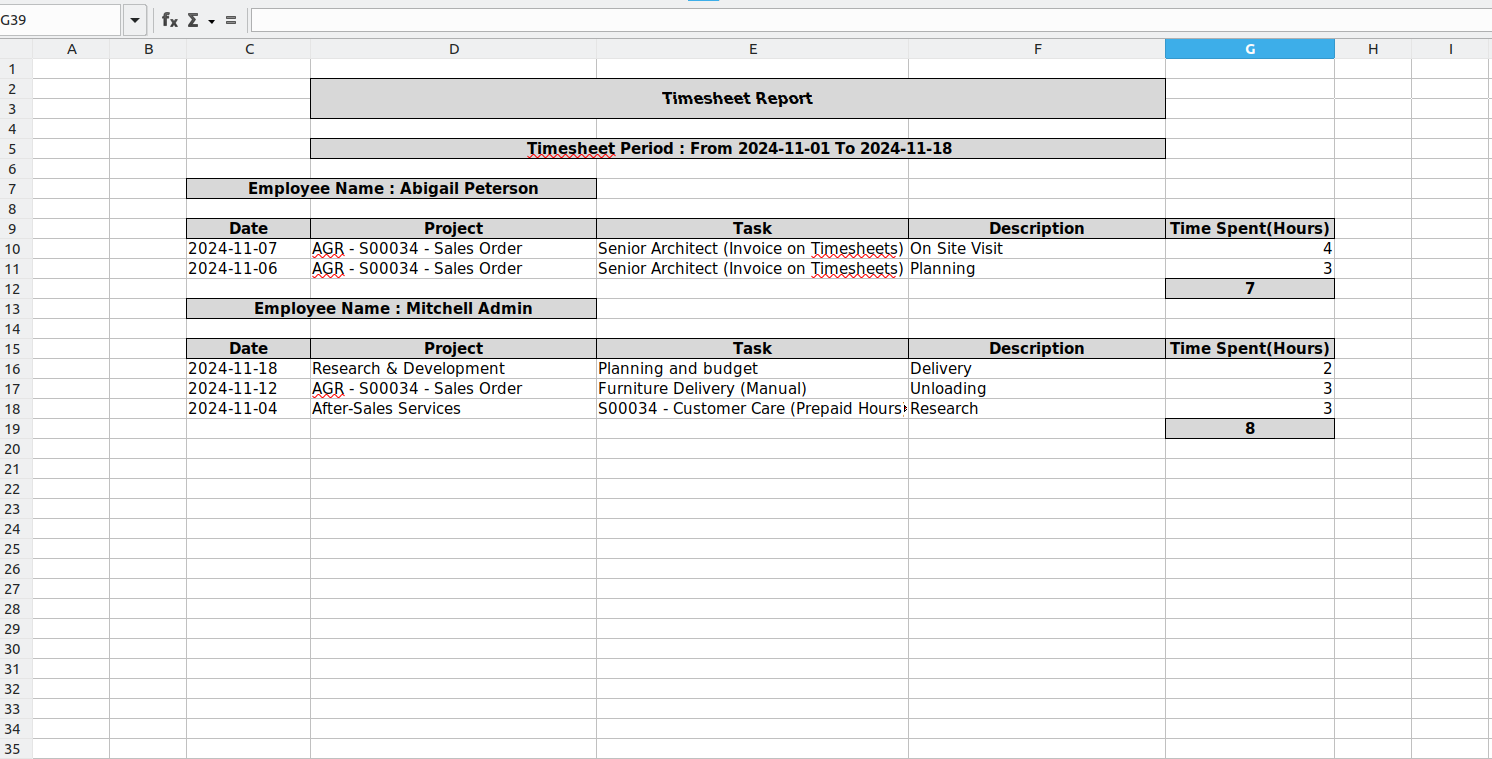 G39 fx Σ =
A B C D E F G H I
1
2
Timesheet Report
3
4
5 Timesheet Period : From 2024-11-01 To 2024-11-18
6
7 Employee Name : Abigail Peterson
8
9 Date Project Task Description Time Spent(Hours)
10 2024-11-07 AGR - S00034 - Sales Order Senior Architect (Invoice on Timesheets) On Site Visit 4
11 2024-11-06 AGR - S00034 - Sales Order Senior Architect (Invoice on Timesheets) Planning 3
12 7
13 Employee Name : Mitchell Admin
14
15 Date Project Task Description Time Spent(Hours)
16 2024-11-18 Research & Development Planning and budget Delivery 2
17 2024-11-12 AGR - S00034 - Sales Order Furniture Delivery (Manual) Unloading 3
18 2024-11-04 After-Sales Services S00034 - Customer Care (Prepaid Hours) Research 3
19 8
20
21
22
23
24
25
26
27
28
29
30
31
32
33
34
35